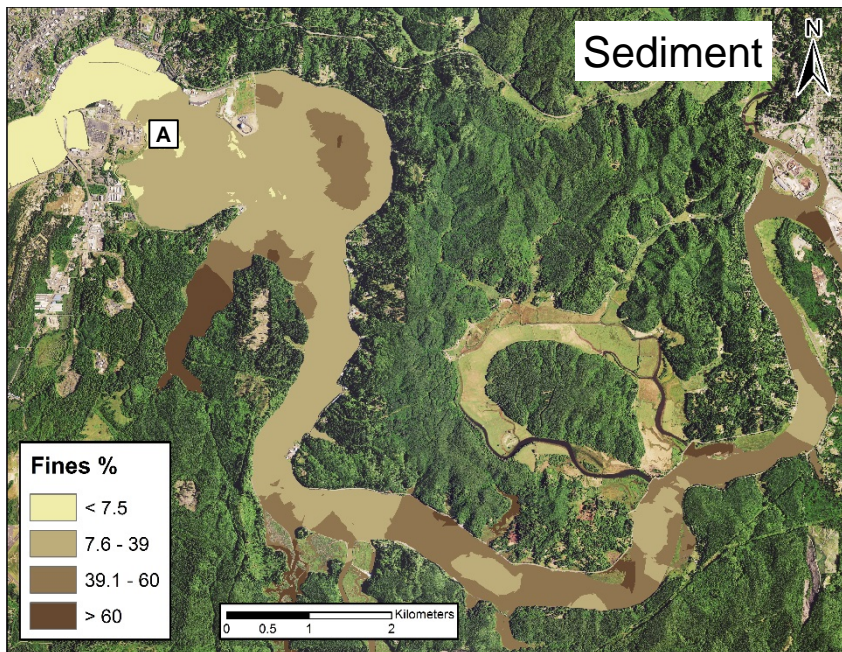 Sediment
N
A
Fines %
< 7.5
7.6 - 39
39.1 - 60
> 60
Kilometers
0 0.5 1 2